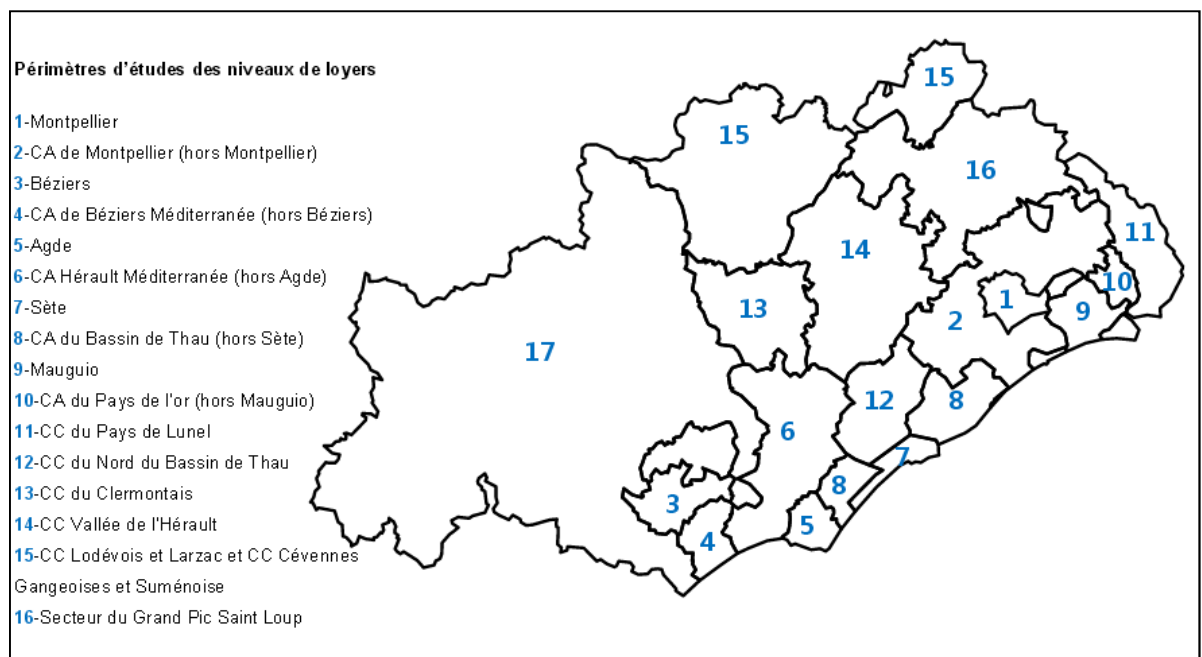 Périmètres d'études des niveaux de loyers
1-Montpellier
2-CA de Montpellier (hors Montpellier)
3-Béziers
4-CA de Béziers Méditerranée (hors Béziers)
5-Agde
6-CA Hérault Méditerranée (hors Agde)
7-Sète
8-CA du Bassin de Thau (hors Sète)
9-Mauguio
10-CA du Pays de l'or (hors Mauguio)
11-CC du Pays de Lunel
12-CC du Nord du Bassin de Thau
13-CC du Clermontais
14-CC Vallée de l'Hérault
15-CC Lodévois et Larzac et CC Cévennes
Gangeoises et Suménoise
16-Secteur du Grand Pic Saint Loup
15
15
16
11
14
10
1
9
13
2
17
12
8
6
7
8
3
5
4